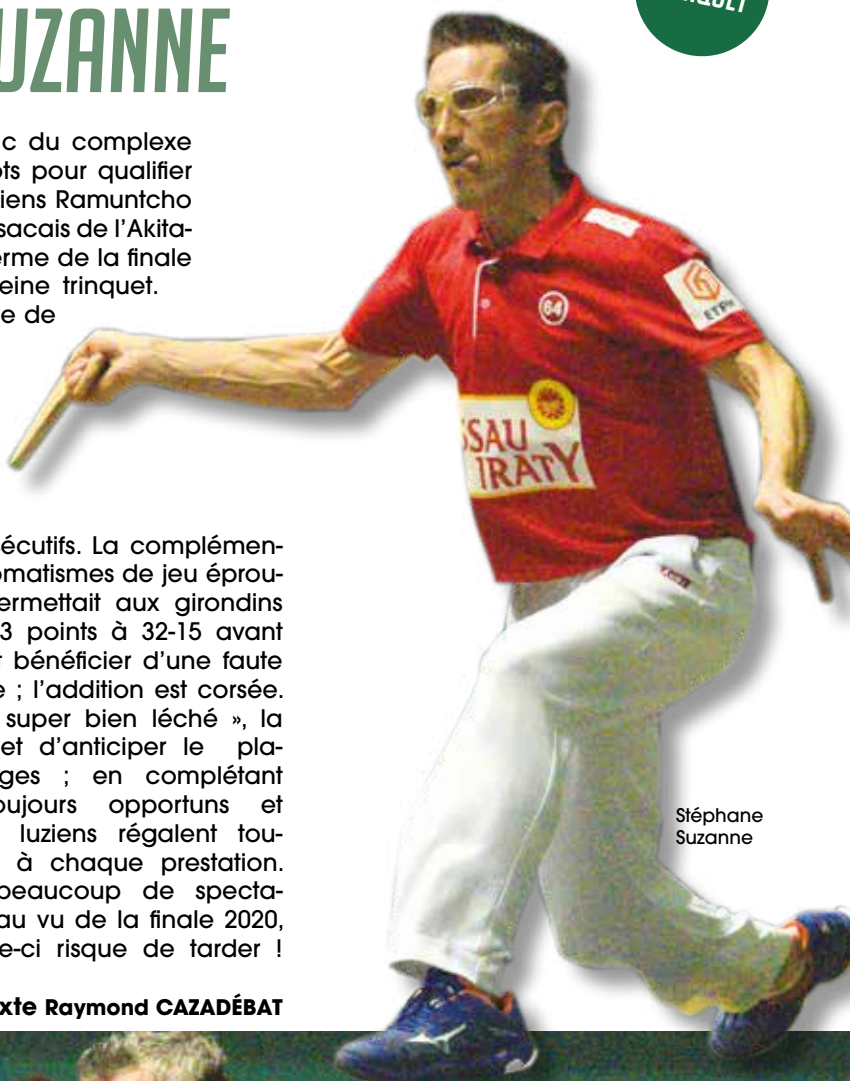 UZANNE
c du complexe
ts pour qualifier
iens Ramuntcho
sacais de l'Akita-
erme de la finale
eine trinquet.
e de
écutifs. La complémen-
omatismes de jeu éprou-
ermettait aux girondins
3 points à 32-15 avant
t bénéficier d'une faute
e ; l'addition est corsée.
super bien léché », la
et d'anticiper le pla-
ges ; en complétant
oujours opportuns et
luziens régalent tou-
à chaque prestation.
beaucoup de specta-
au vu de la finale 2020,
e-ci risque de tarder !
xte Raymond CAZADÉBAT
64
SSAU
IRATY
Stéphane
Suzanne